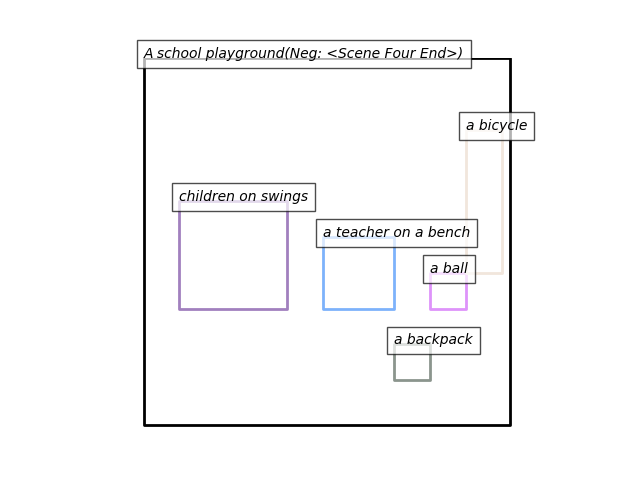 A school playground(Neg: <Scene Four End>)
a bicycle
children on swings
a teacher on a bench
a ball
a backpack